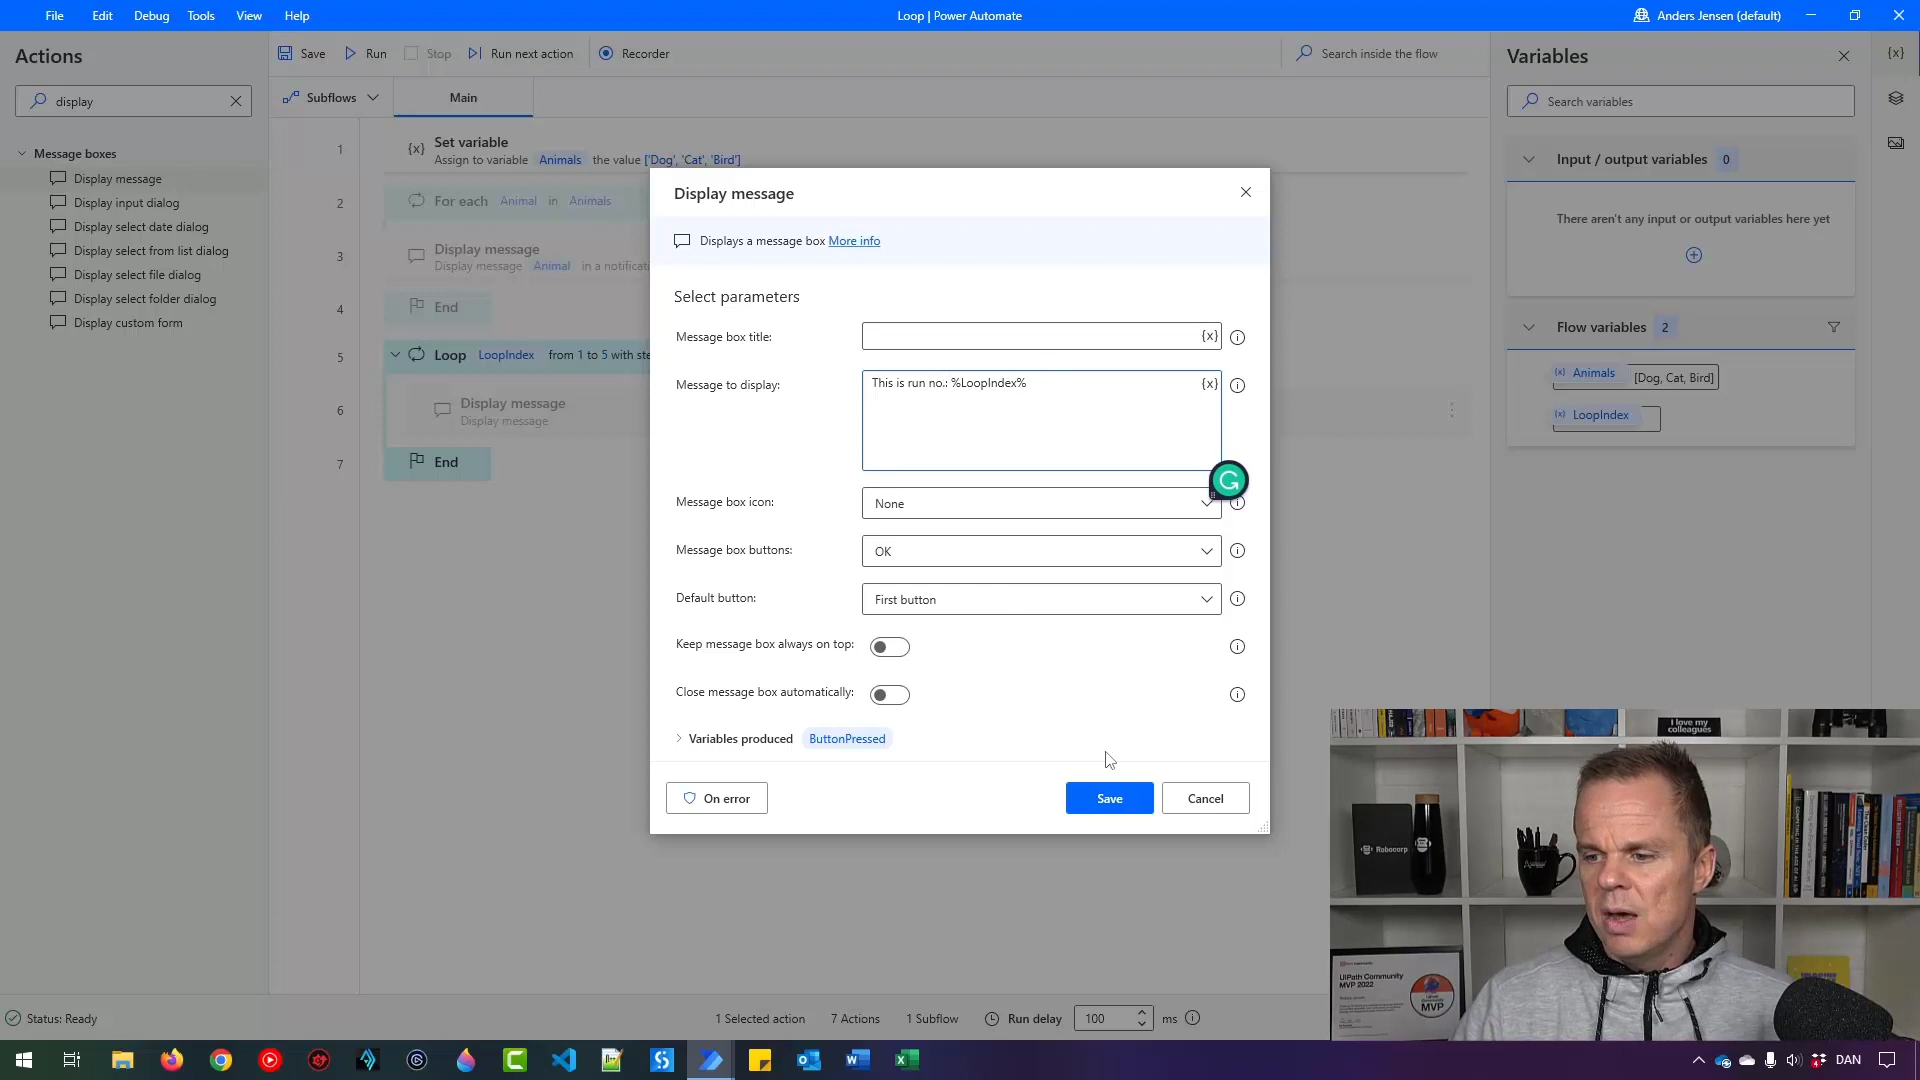 File Edit Debug Tools View Help
Loop | Power Automate
Anders Jensen (default)
Actions
display
Message boxes
Display message
Display input dialog
Display select date dialog
Display select from list dialog
Display select file dialog
Display select folder dialog
Display custom form
Save Run Stop Run next action Recorder
Search inside the flow
Subflows Main
1 {x} Set variable
Assign to variable Animals the value ['Dog', 'Cat', 'Bird']
2 For each Animal in Animals
3 Display message
Display message Animal in a notificati
4 End
5 Loop LoopIndex from 1 to 5 with ste
6 Display message
Display message
7 End
Display message
Displays a message box More info
Select parameters
Message box title: {x}
Message to display: This is run no.: %LoopIndex% {x}
Message box icon: None
Message box buttons: OK
Default button: First button
Keep message box always on top:
Close message box automatically:
Variables produced ButtonPressed
On error Save Cancel
Variables
{x}
Search variables
Input / output variables 0
There aren't any input or output variables here yet
Flow variables 2
(x) Animals [Dog, Cat, Bird]
(x) LoopIndex
I love my
colleagues
Robocorp
UiPath Community
MVP 2022
MVP
Status: Ready
1 Selected action 7 Actions 1 Subflow Run delay 100 ms
DAN